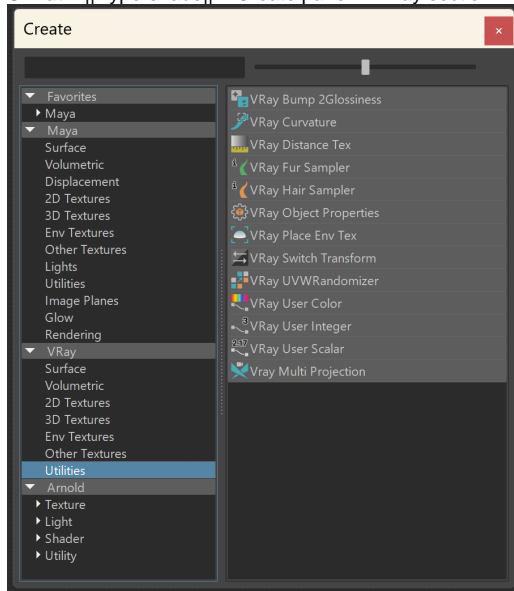 Create
Favorites
Maya
Maya
Surface
Volumetric
Displacement
2D Textures
3D Textures
Env Textures
Other Textures
Lights
Utilities
Image Planes
Glow
Rendering
VRay
Surface
Volumetric
2D Textures
3D Textures
Env Textures
Other Textures
Utilities
Arnold
Texture
Light
Shader
Utility
VRay Bump 2Glossiness
VRay Curvature
VRay Distance Tex
VRay Fur Sampler
VRay Hair Sampler
VRay Object Properties
VRay Place Env Tex
VRay Switch Transform
VRay UVWRandomizer
VRay User Color
VRay User Integer
VRay User Scalar
Vray Multi Projection